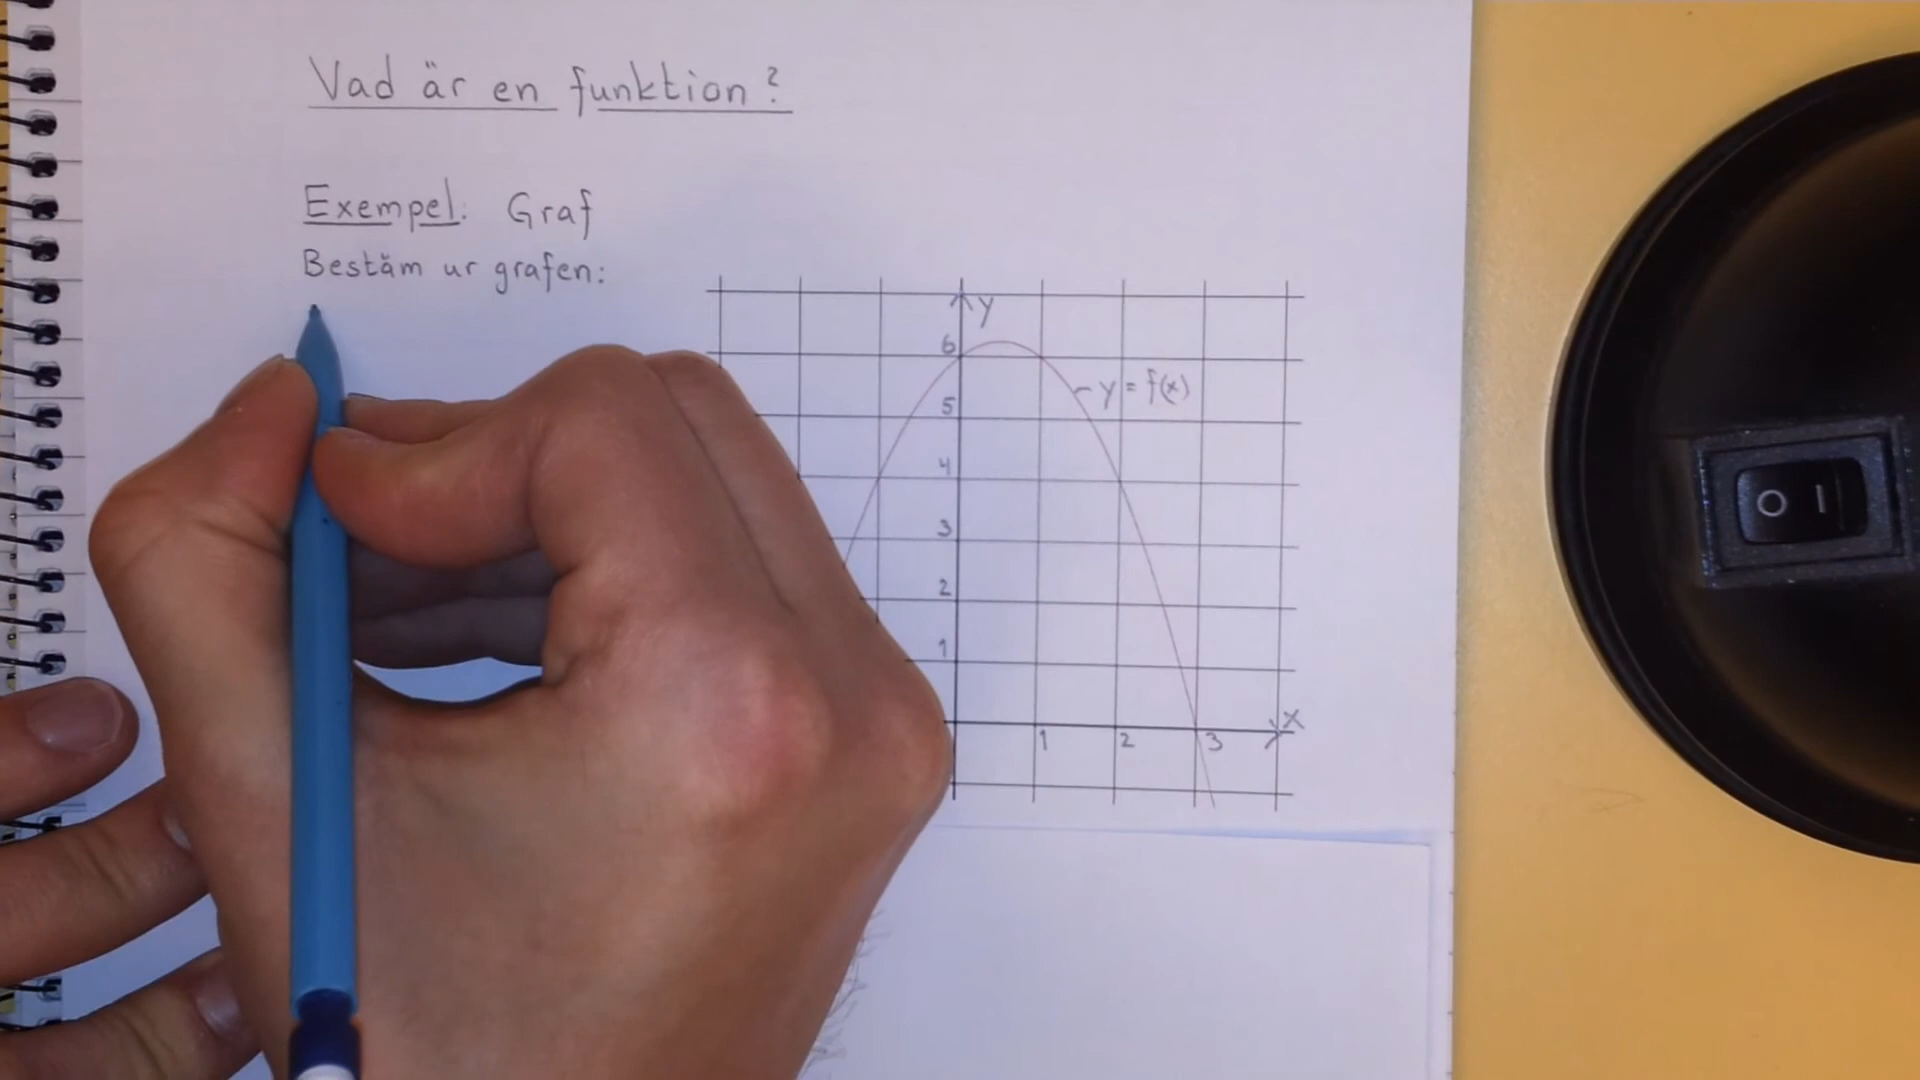 Vad är en funktion?
Exempel: Graf
Bestäm ur grafen:
y
6
y = f(x)
5
4
3
2
1
x
1 2 3
O I